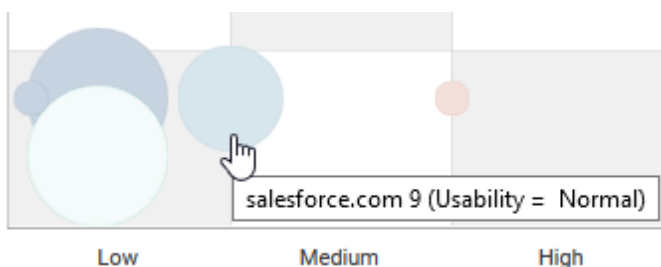 salesforce.com 9 (Usability =  Normal)
Low Medium High